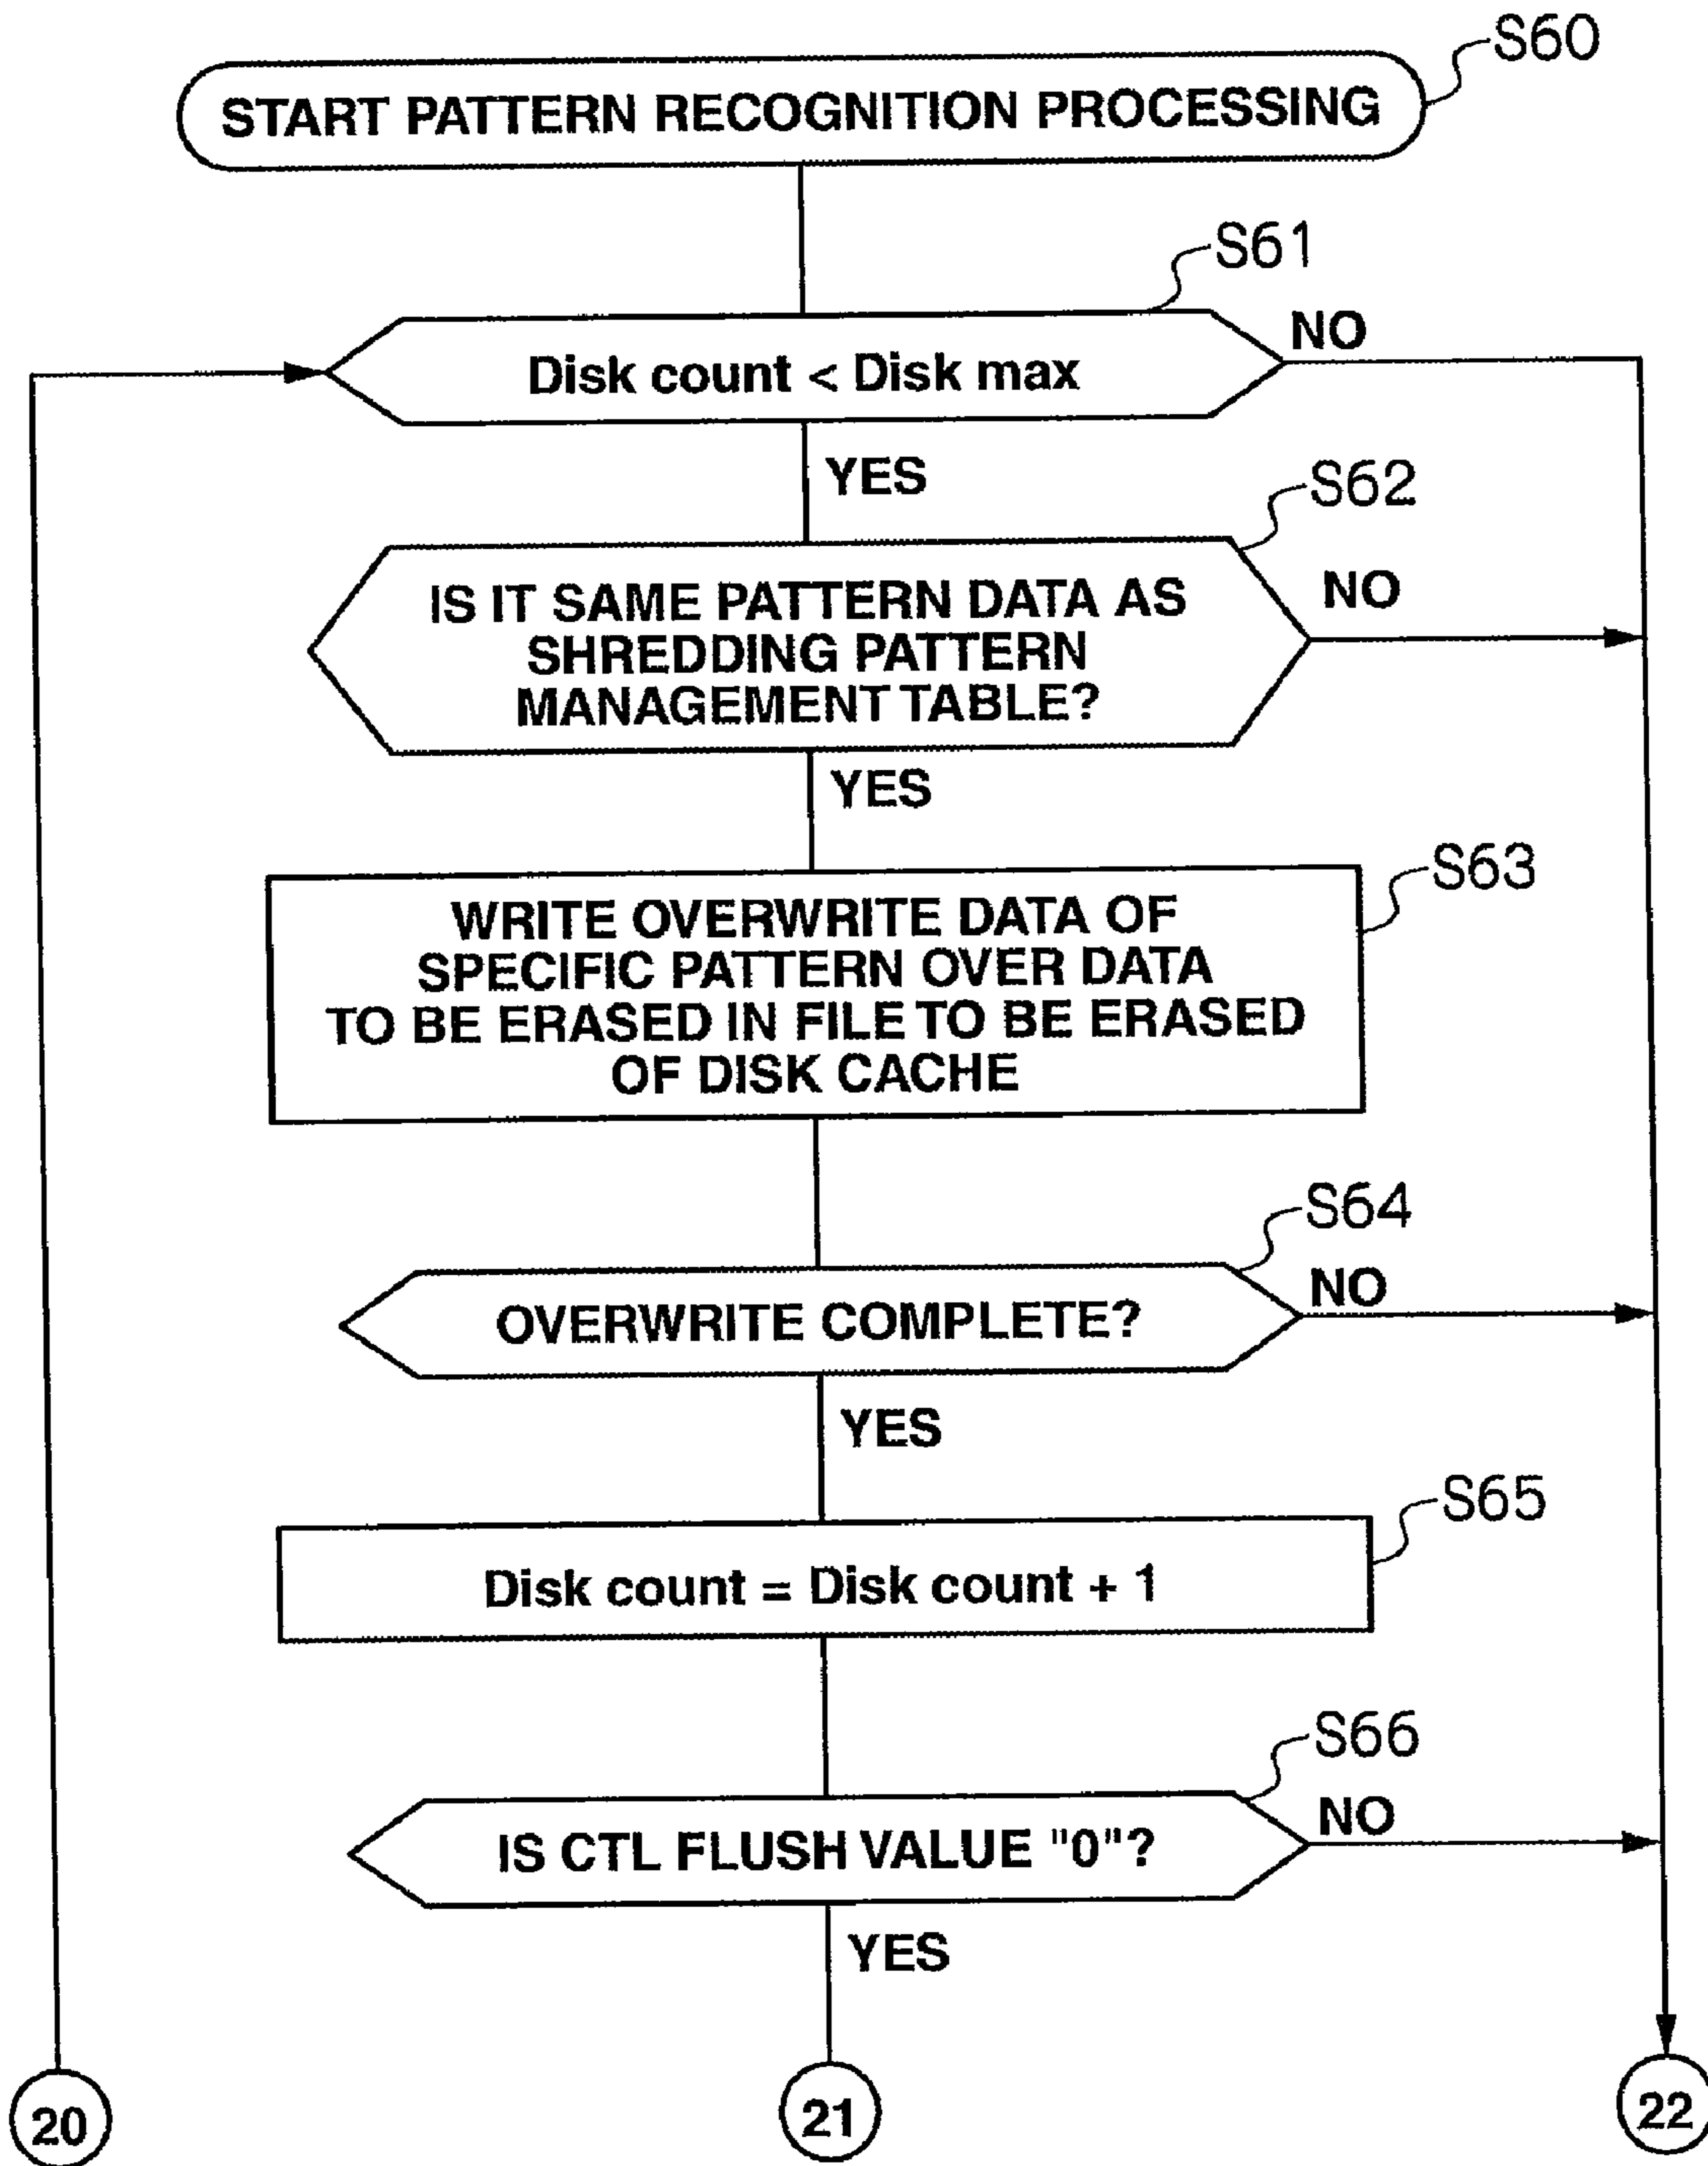 S60
START PATTERN RECOGNITION PROCESSING
S61
NO
Disk count < Disk max
YES
S62
NO
IS IT SAME PATTERN DATA AS
SHREDDING PATTERN
MANAGEMENT TABLE?
YES
S63
WRITE OVERWRITE DATA OF
SPECIFIC PATTERN OVER DATA
TO BE ERASED IN FILE TO BE ERASED
OF DISK CACHE
S64
NO
OVERWRITE COMPLETE?
YES
S65
Disk count = Disk count + 1
S66
NO
IS CTL FLUSH VALUE "0"?
YES
20
21
22